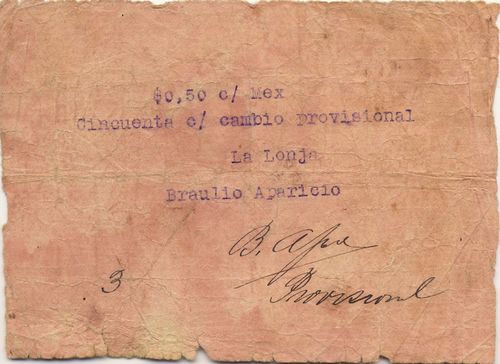 $0,50 c/ Mex
Cincuenta c/ cambio provisional
La Lonja
Braulio Aparicio
B. Apa
3
Provisional